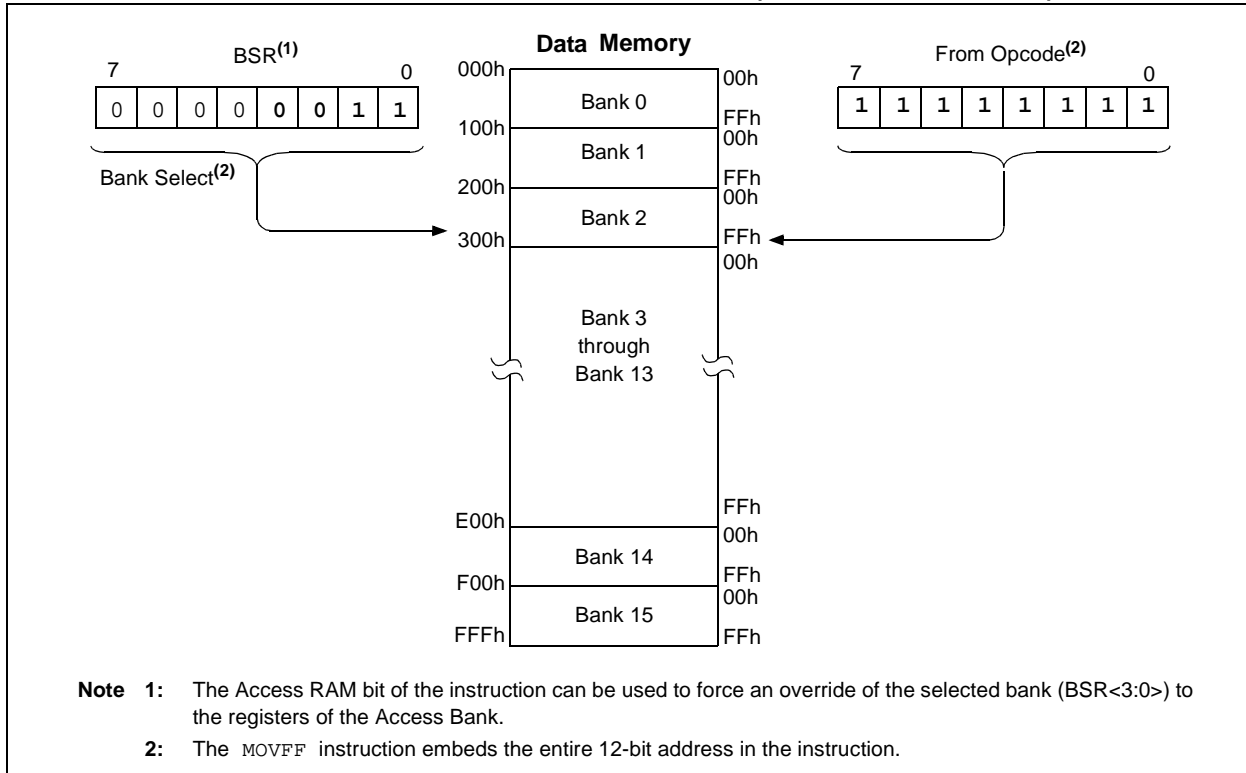 Data Memory
BSR(1)
7 0
0 0 0 0 0 0 1 1
Bank Select(2)
From Opcode(2)
7 0
1 1 1 1 1 1 1 1
000h 00h
Bank 0
FFh
100h 00h
Bank 1
FFh
200h 00h
Bank 2
300h FFh
00h
Bank 3
through
Bank 13
FFh
E00h 00h
Bank 14
FFh
F00h 00h
Bank 15
FFFh FFh
Note 1: The Access RAM bit of the instruction can be used to force an override of the selected bank (BSR<3:0>) to
the registers of the Access Bank.
2: The MOVFF instruction embeds the entire 12-bit address in the instruction.